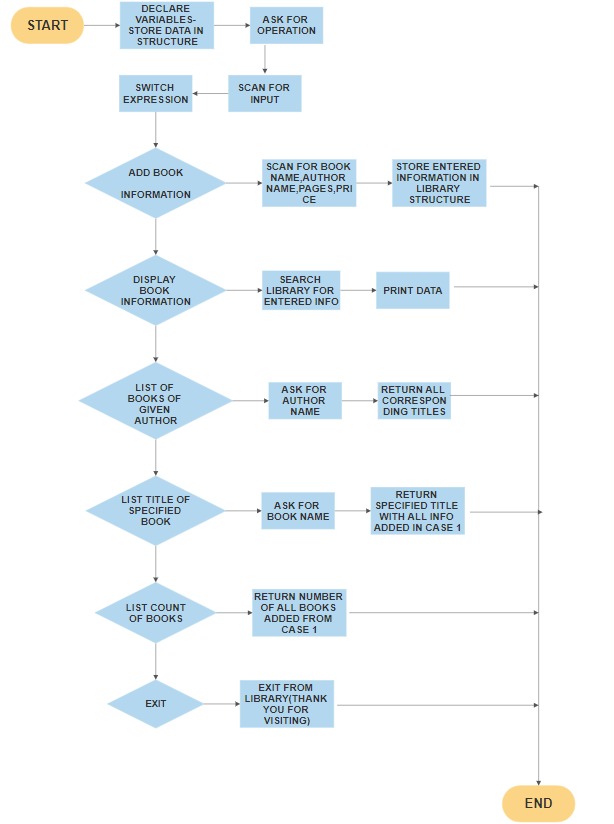 START
DECLARE
VARIABLES-
STORE DATA IN
STRUCTURE
ASK FOR
OPERATION
SCAN FOR
INPUT
SWITCH
EXPRESSION
ADD BOOK
INFORMATION
SCAN FOR BOOK
NAME,AUTHOR
NAME,PAGES,PRI
CE
STORE ENTERED
INFORMATION IN
LIBRARY
STRUCTURE
DISPLAY
BOOK
INFORMATION
SEARCH
LIBRARY FOR
ENTERED INFO
PRINT DATA
LIST OF
BOOKS OF
GIVEN
AUTHOR
ASK FOR
AUTHOR
NAME
RETURN ALL
CORRESPON
DING TITLES
LIST TITLE OF
SPECIFIED
BOOK
ASK FOR
BOOK NAME
RETURN
SPECIFIED TITLE
WITH ALL INFO
ADDED IN CASE 1
LIST COUNT
OF BOOKS
RETURN NUMBER
OF ALL BOOKS
ADDED FROM
CASE 1
EXIT
EXIT FROM
LIBRARY(THANK
YOU FOR
VISITING)
END